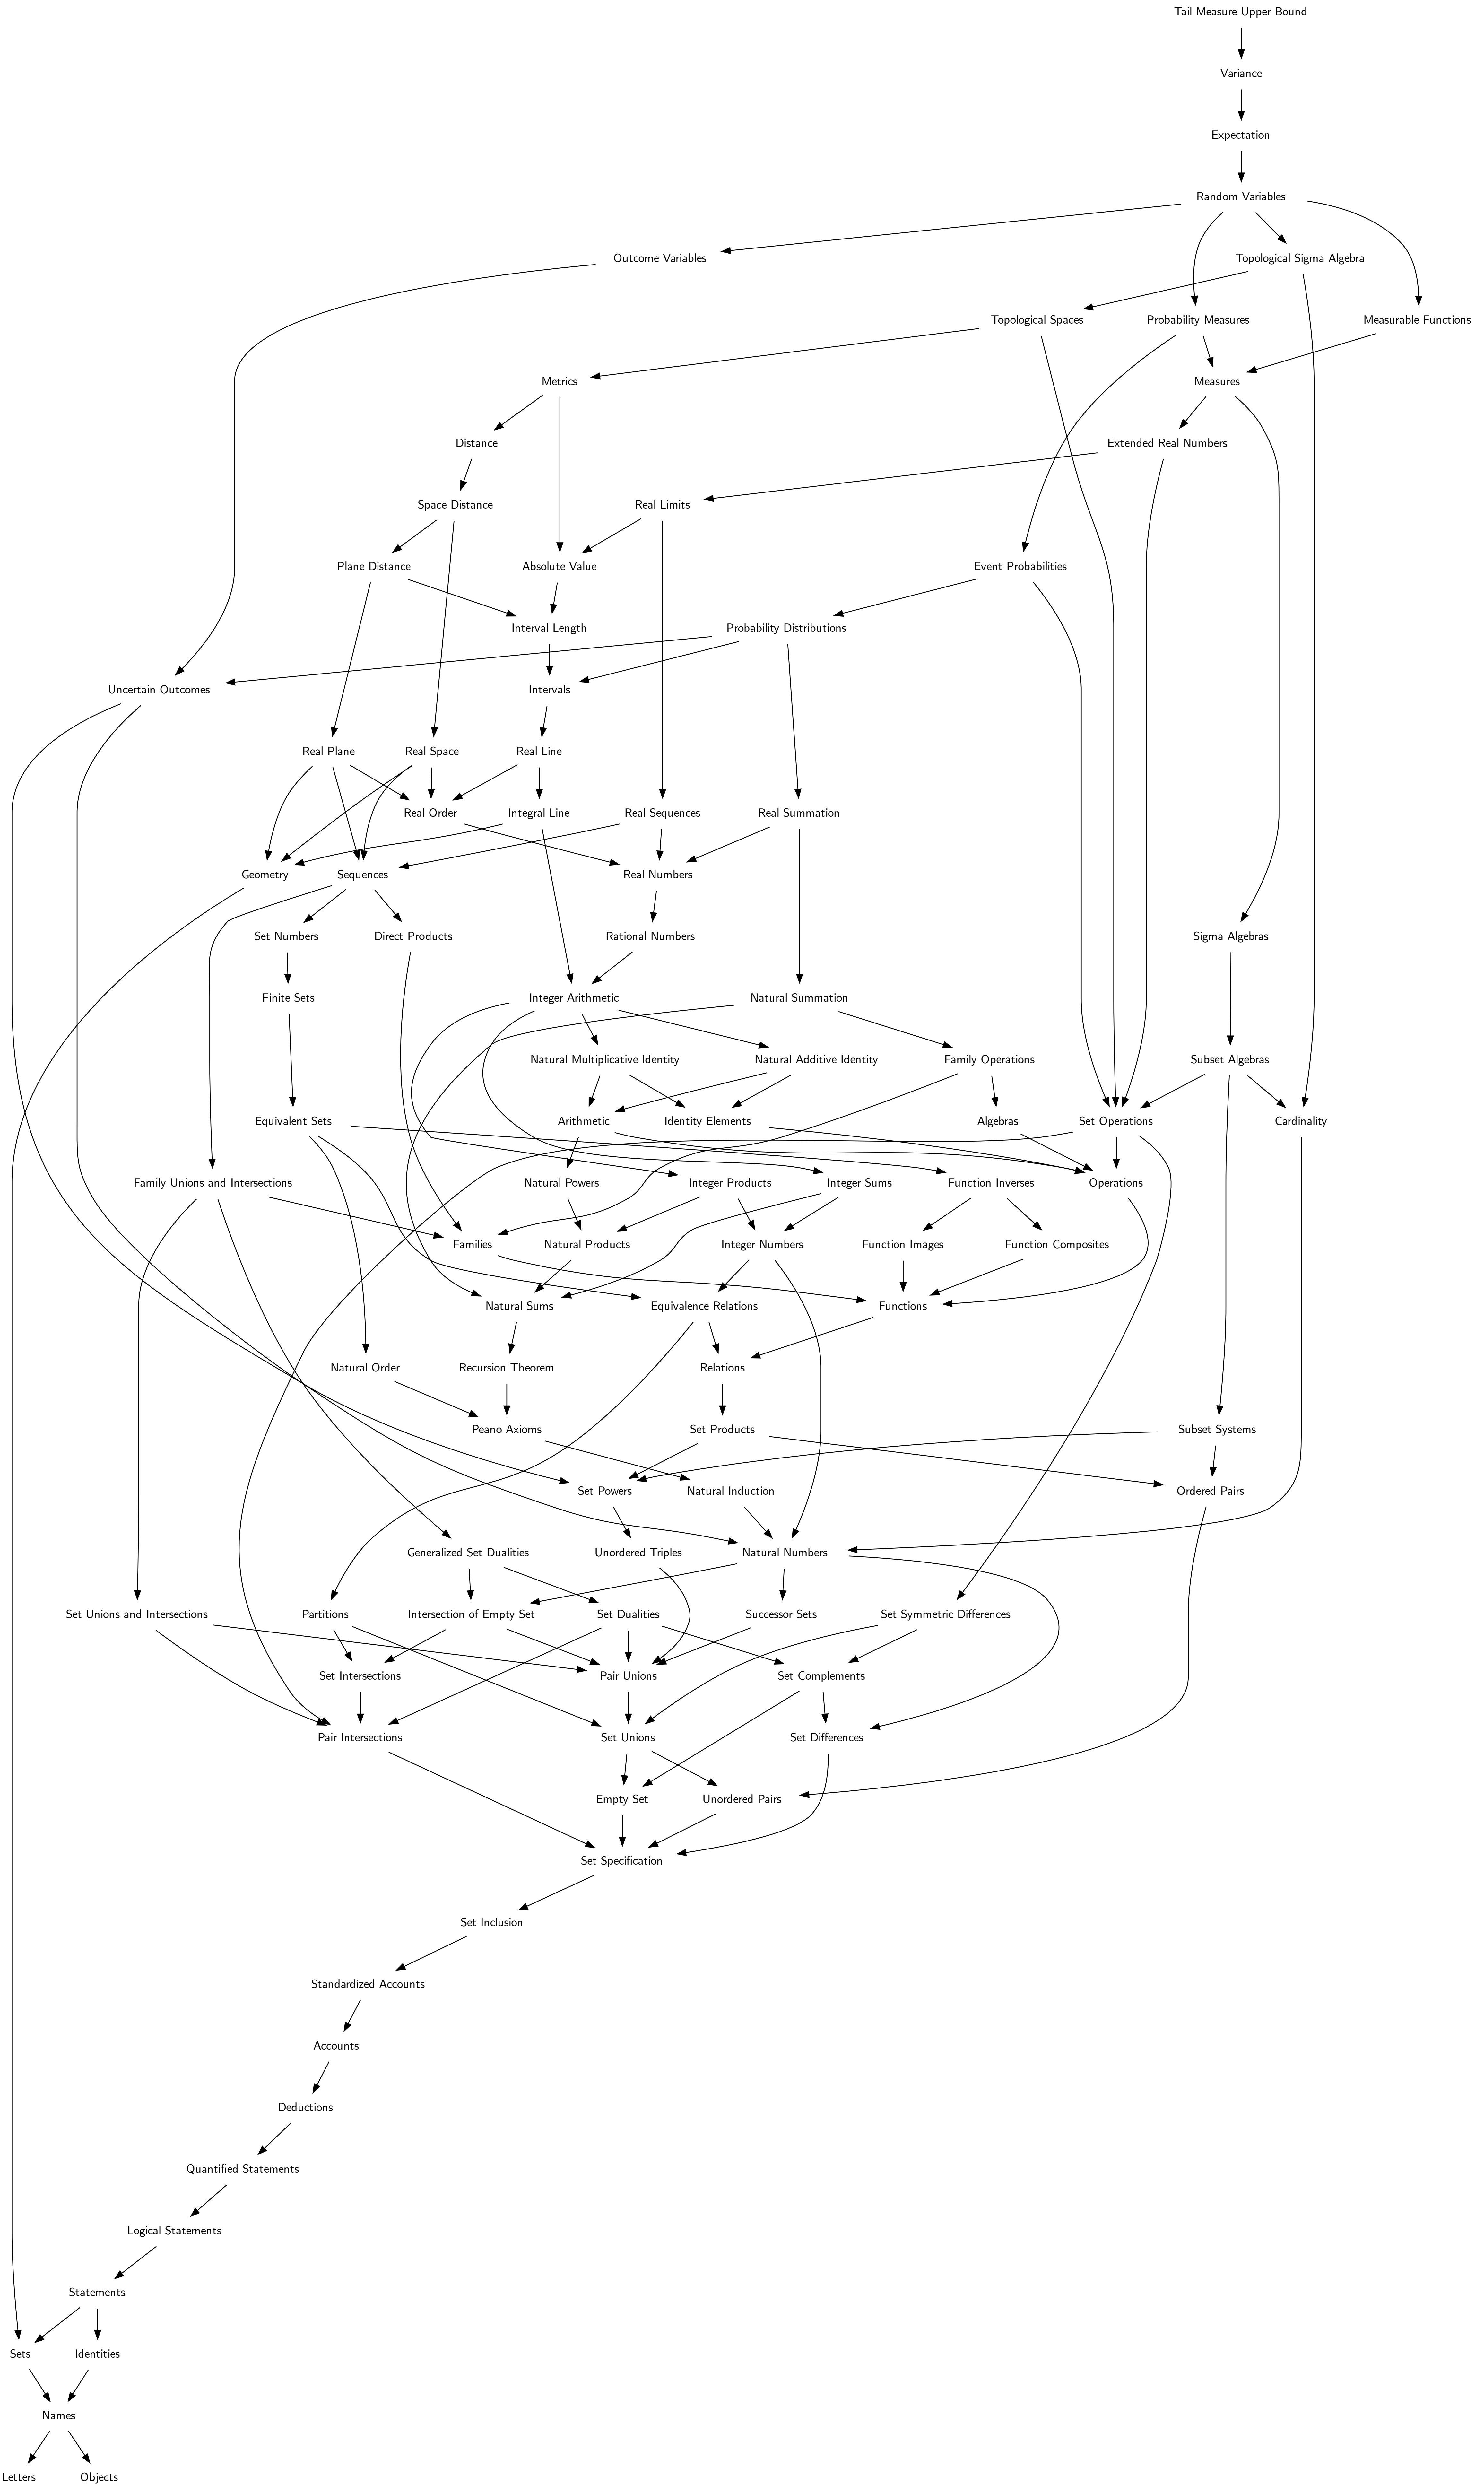 Tail Measure Upper Bound
Variance
Expectation
Random Variables
Outcome Variables
Topological Sigma Algebra
Topological Spaces
Probability Measures
Measurable Functions
Metrics
Measures
Distance
Extended Real Numbers
Space Distance
Real Limits
Plane Distance
Absolute Value
Event Probabilities
Interval Length
Probability Distributions
Uncertain Outcomes
Intervals
Real Plane
Real Space
Real Line
Real Order
Integral Line
Real Sequences
Real Summation
Geometry
Sequences
Real Numbers
Set Numbers
Direct Products
Rational Numbers
Sigma Algebras
Finite Sets
Integer Arithmetic
Natural Summation
Natural Multiplicative Identity
Natural Additive Identity
Family Operations
Subset Algebras
Equivalent Sets
Arithmetic
Identity Elements
Algebras
Set Operations
Cardinality
Family Unions and Intersections
Natural Powers
Integer Products
Integer Sums
Function Inverses
Operations
Families
Natural Products
Integer Numbers
Function Images
Function Composites
Natural Sums
Equivalence Relations
Functions
Natural Order
Recursion Theorem
Relations
Peano Axioms
Set Products
Subset Systems
Set Powers
Natural Induction
Ordered Pairs
Generalized Set Dualities
Unordered Triples
Natural Numbers
Set Unions and Intersections
Partitions
Intersection of Empty Set
Set Dualities
Successor Sets
Set Symmetric Differences
Set Intersections
Pair Unions
Set Complements
Pair Intersections
Set Unions
Set Differences
Empty Set
Unordered Pairs
Set Specification
Set Inclusion
Standardized Accounts
Accounts
Deductions
Quantified Statements
Logical Statements
Statements
Sets
Identities
Names
Letters
Objects